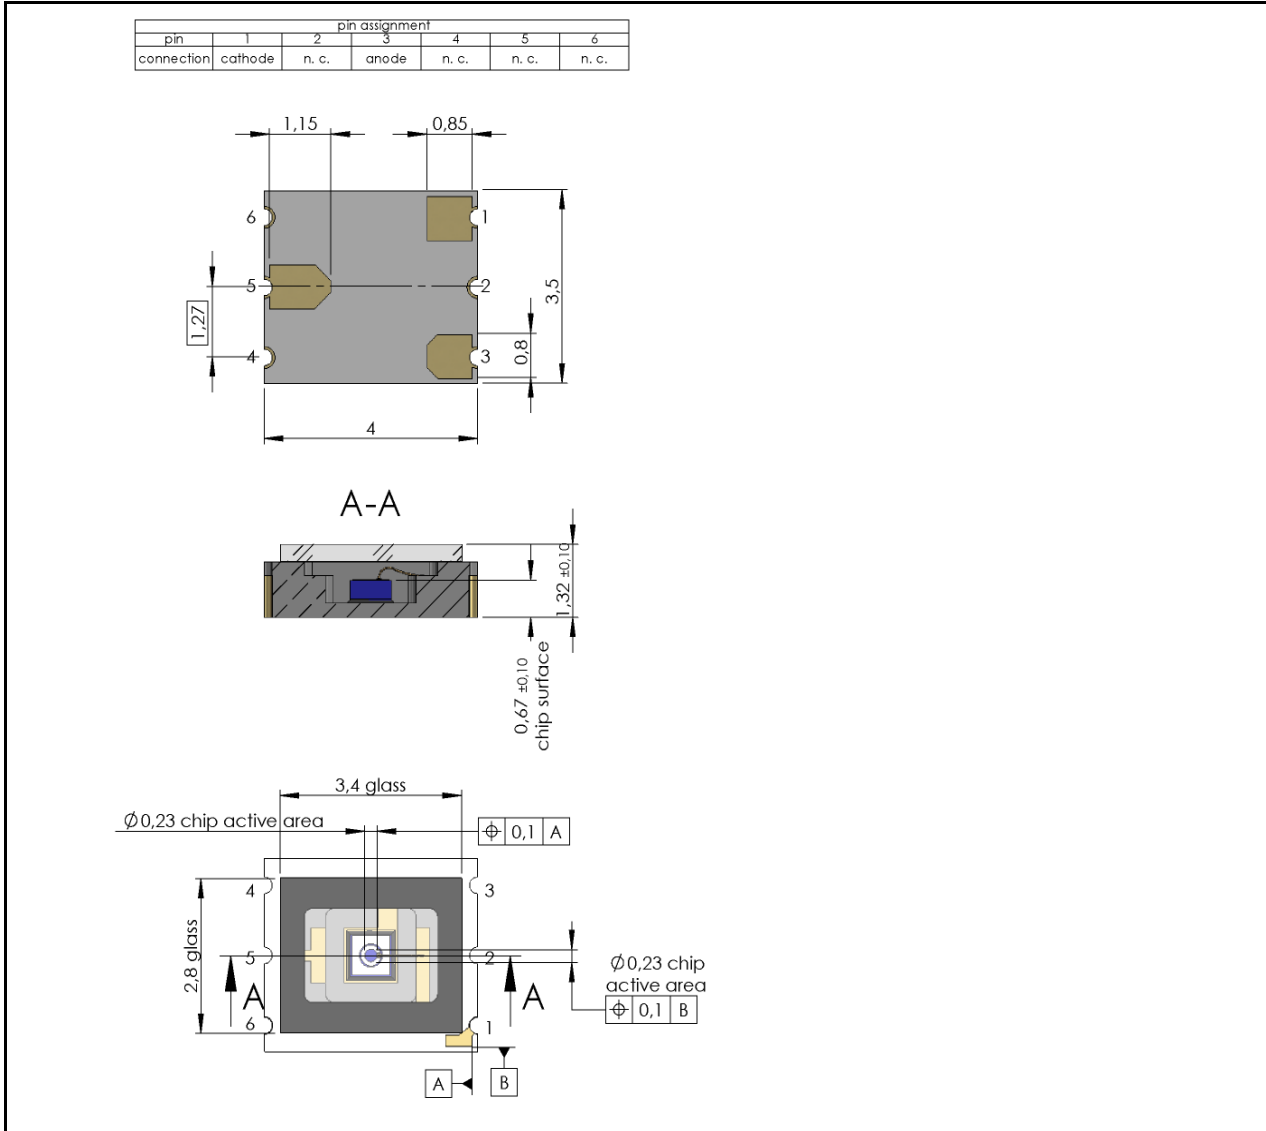 pin assignment
pin 1 2 3 4 5 6
connection cathode n. c. anode n. c. n. c. n. c.
1,15 0,85
6 1
5 2
1,27 3,5
4 3
0,8
4
A-A
1,32 ±0,10
0,67 ±0,10
chip surface
3,4 glass
Ø0,23 chip active area
⌖ 0,1 A
4 3
2,8 glass
5 2
Ø0,23 chip
active area
A A
⌖ 0,1 B
6 1
A B